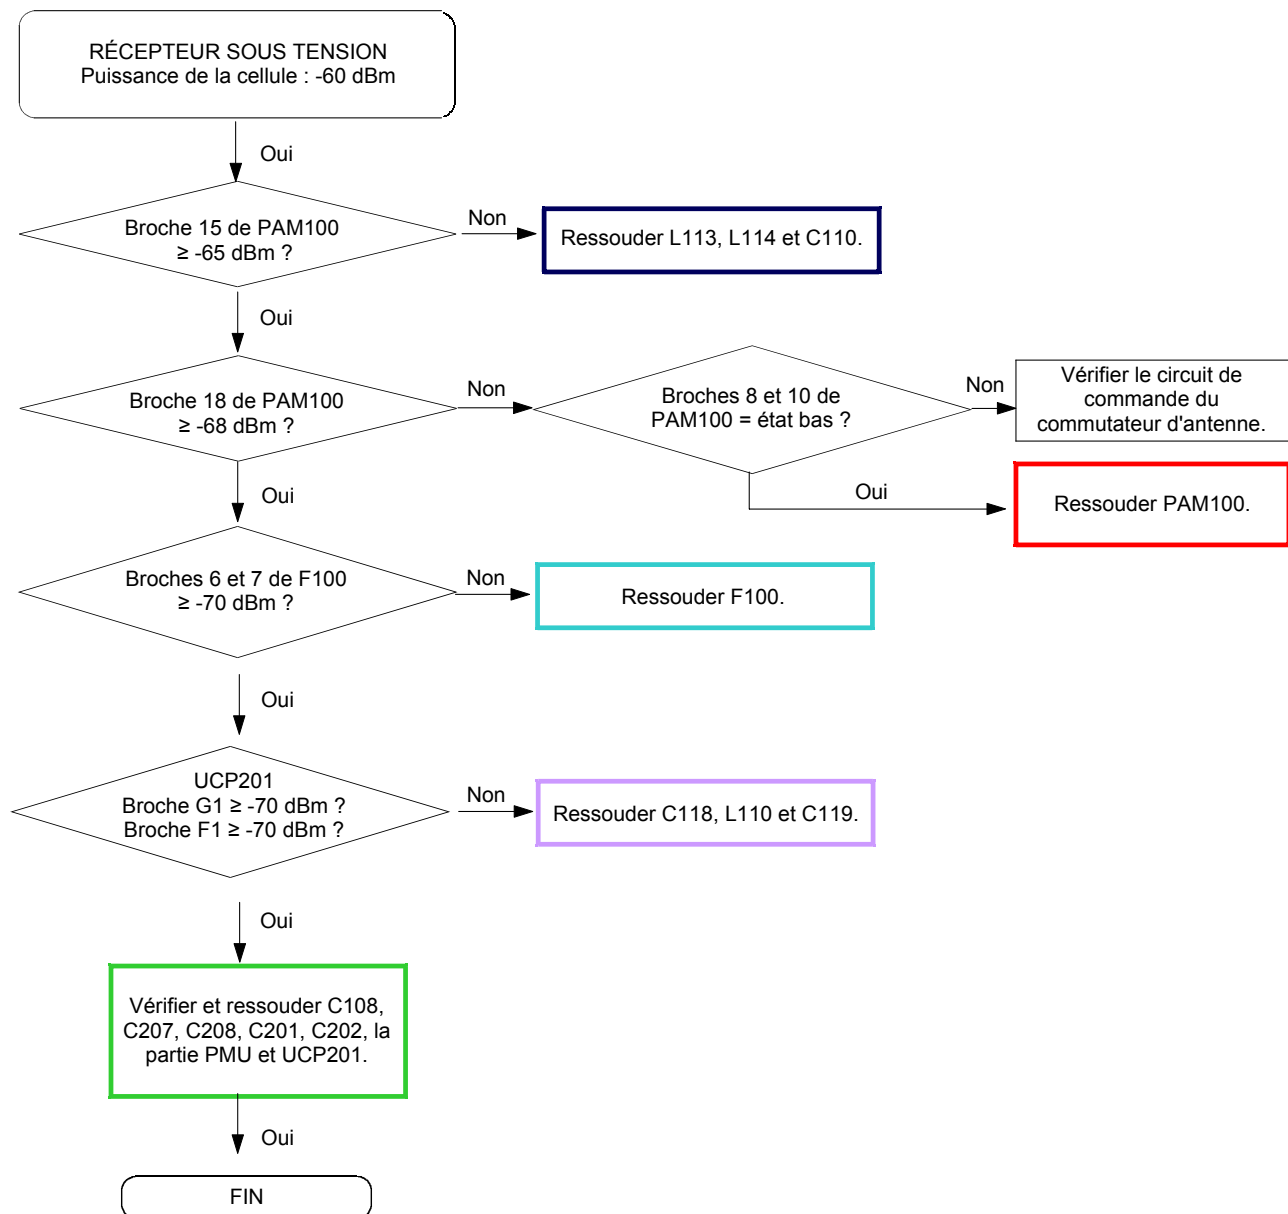 RÉCEPTEUR SOUS TENSION
Puissance de la cellule : -60 dBm
Oui
Broche 15 de PAM100
≥ -65 dBm ?
Non
Ressouder L113, L114 et C110.
Oui
Broche 18 de PAM100
≥ -68 dBm ?
Non
Broches 8 et 10 de
PAM100 = état bas ?
Non
Vérifier le circuit de
commande du
commutateur d'antenne.
Oui
Ressouder PAM100.
Oui
Broches 6 et 7 de F100
≥ -70 dBm ?
Non
Ressouder F100.
Oui
UCP201
Broche G1 ≥ -70 dBm ?
Broche F1 ≥ -70 dBm ?
Non
Ressouder C118, L110 et C119.
Oui
Vérifier et ressouder C108,
C207, C208, C201, C202, la
partie PMU et UCP201.
Oui
FIN